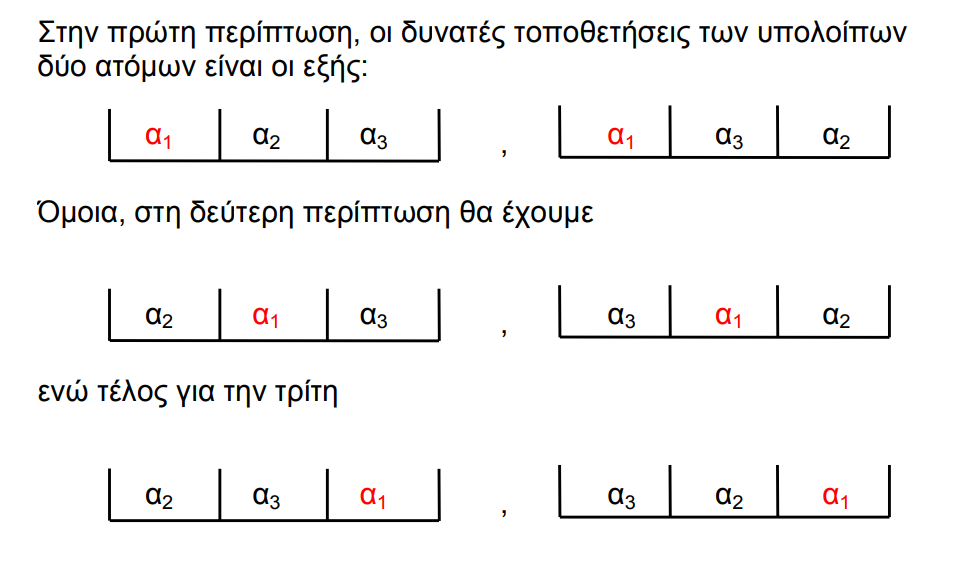 Στην πρώτη περίπτωση, οι δυνατές τοποθετήσεις των υπολοίπων
δύο ατόμων είναι οι εξής:
α₁ α₂ α₃ , α₁ α₃ α₂
Όμοια, στη δεύτερη περίπτωση θα έχουμε
α₂ α₁ α₃ , α₃ α₁ α₂
ενώ τέλος για την τρίτη
α₂ α₃ α₁ , α₃ α₂ α₁